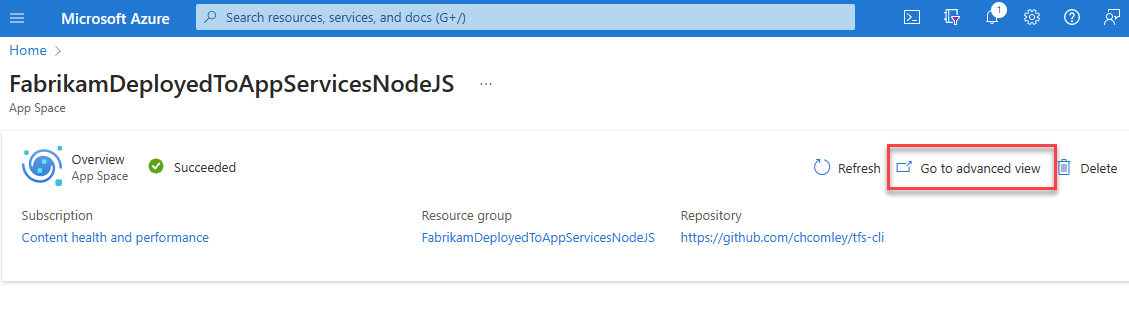 Microsoft Azure
Search resources, services, and docs (G+/)
1
Home >
FabrikamDeployedToAppServicesNodeJS ...
App Space
Overview
App Space
Succeeded
Refresh
Go to advanced view
Delete
Subscription
Content health and performance
Resource group
FabrikamDeployedToAppServicesNodeJS
Repository
https://github.com/chcomley/tfs-cli